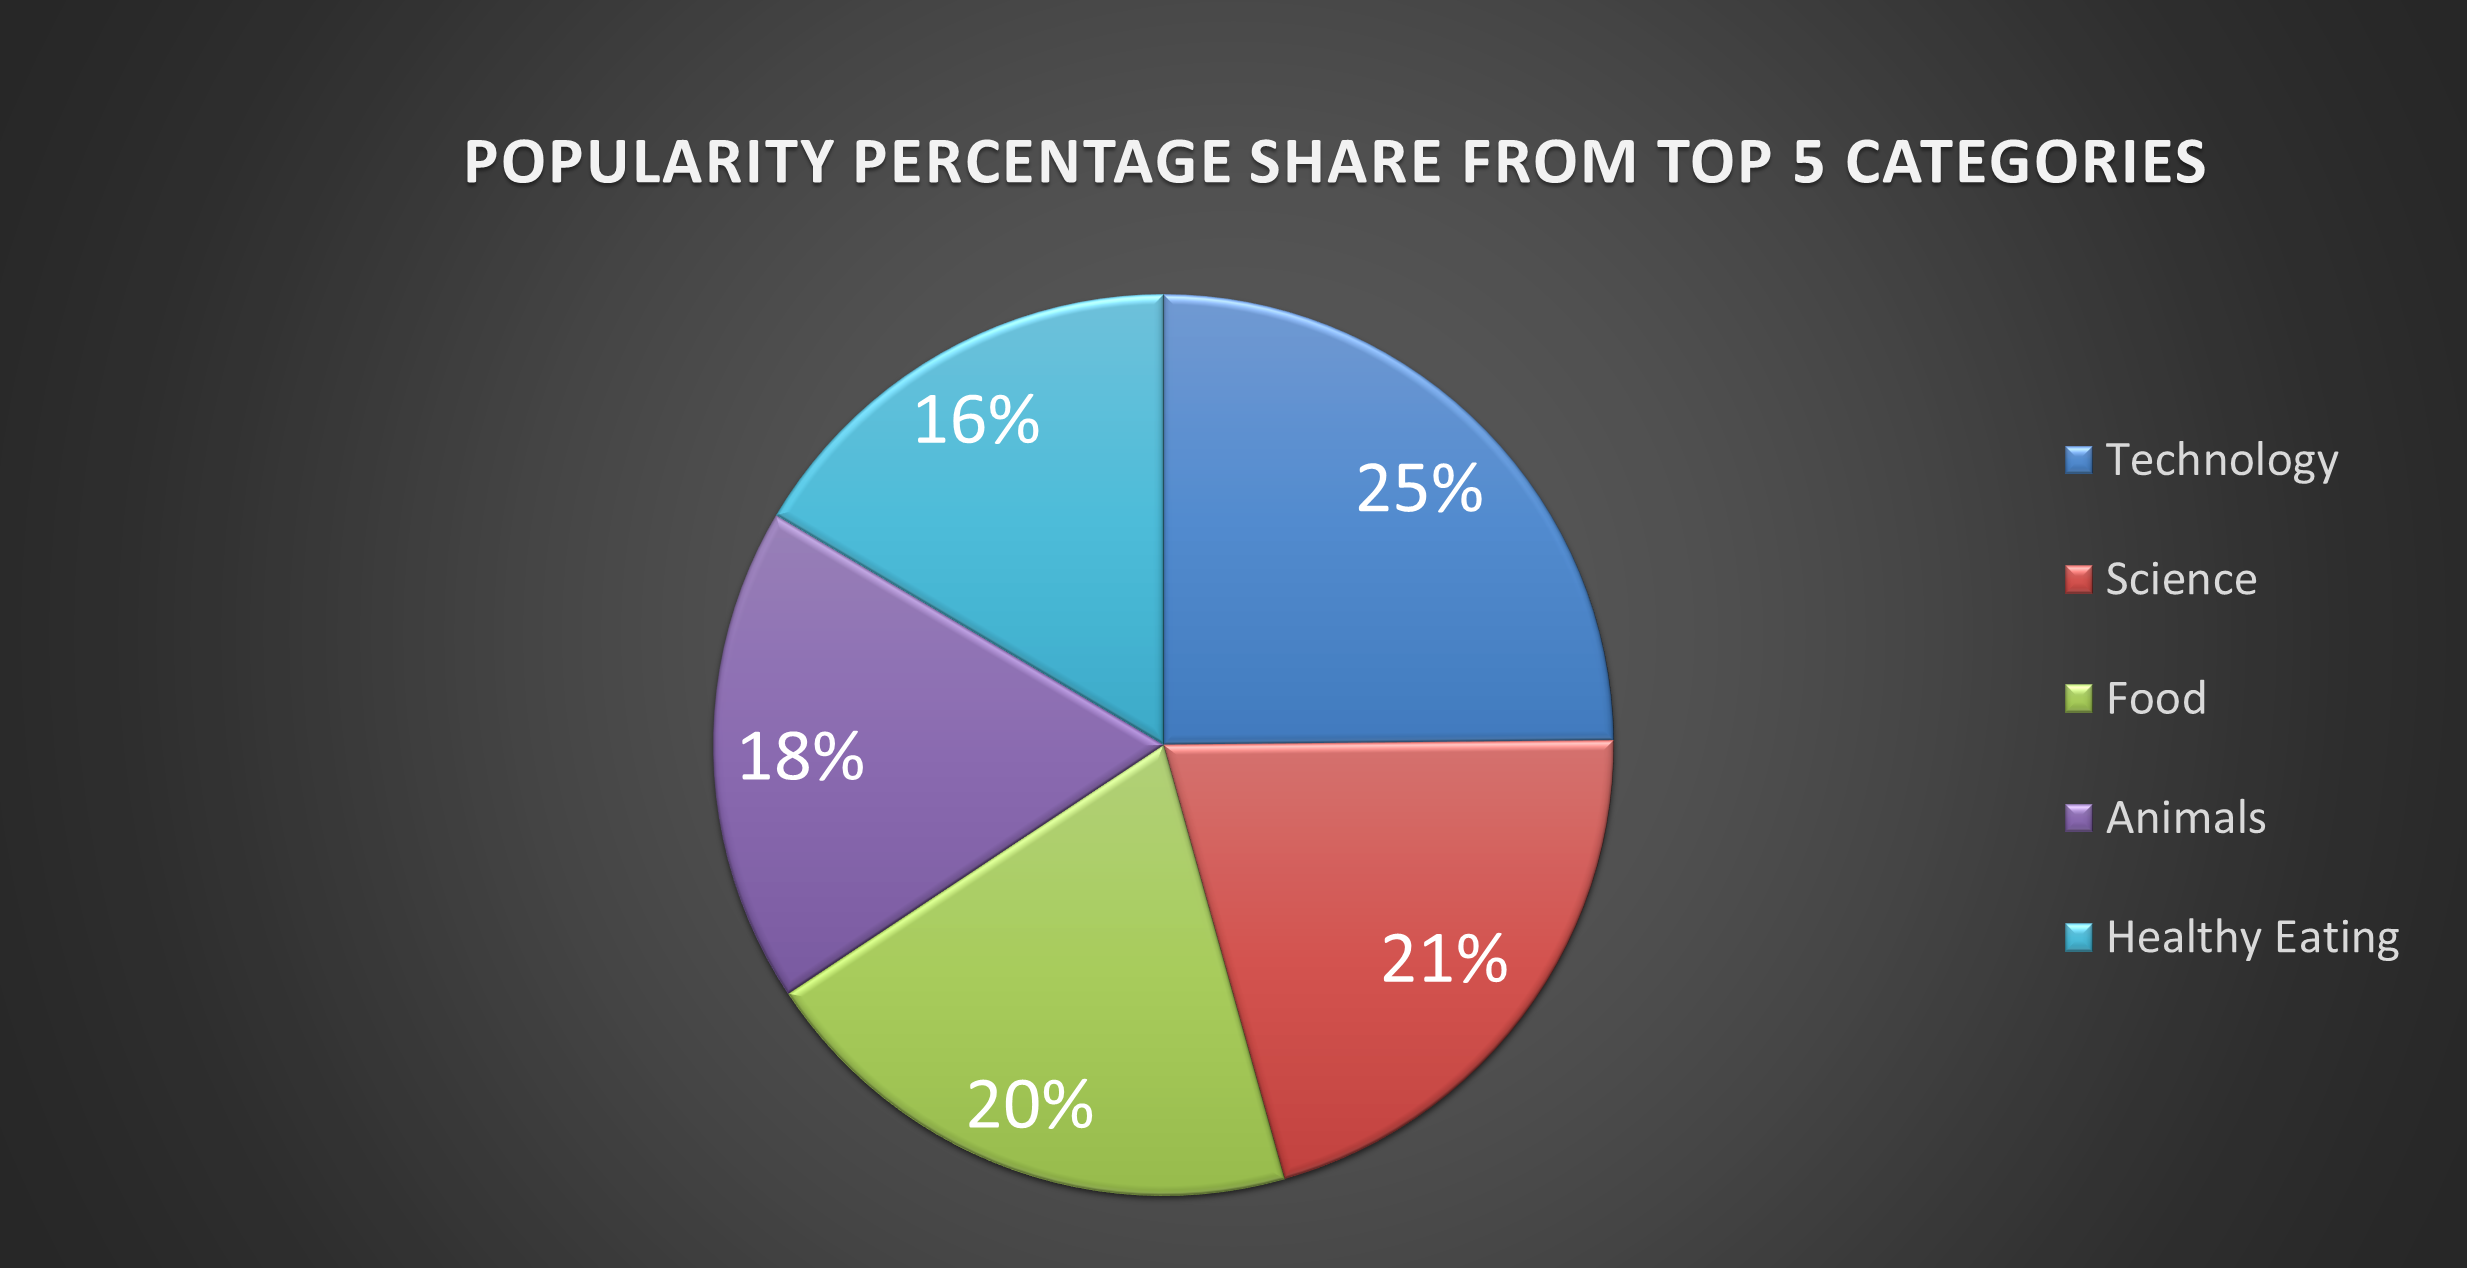 POPULARITY PERCENTAGE SHARE FROM TOP 5 CATEGORIES
16%
25%
18%
21%
20%
Technology
Science
Food
Animals
Healthy Eating